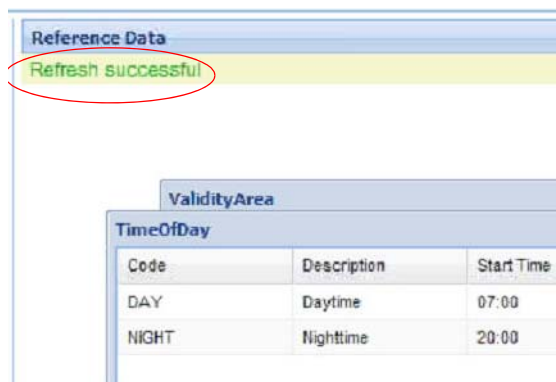 Reference Data
Refresh successful
ValidityArea
TimeOfDay
Code Description Start Time
DAY Daytime 07:00
NIGHT Nighttime 20:00